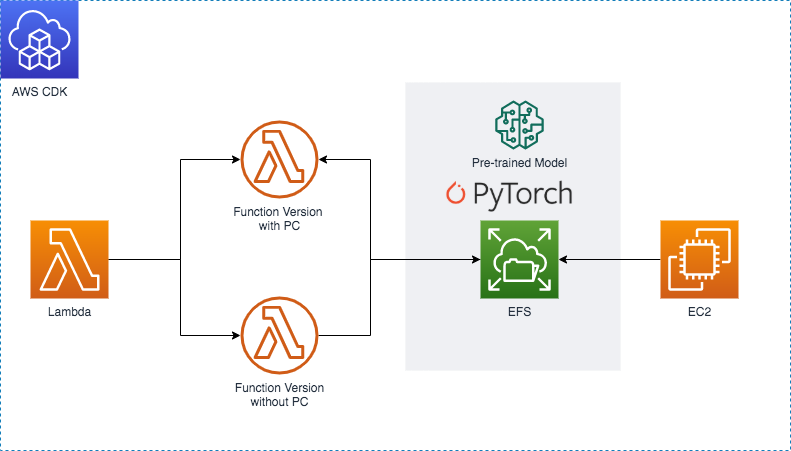 AWS CDK
Pre-trained Model
PyTorch
Function Version
with PC
Lambda
EFS
EC2
Function Version
without PC